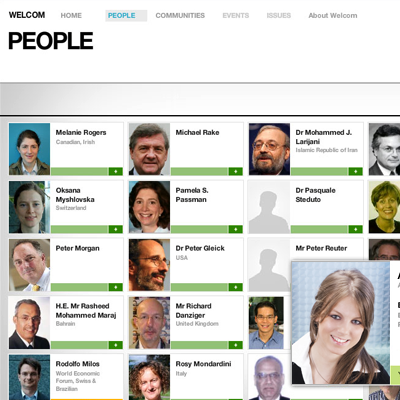 WELCOM HOME PEOPLE COMMUNITIES EVENTS ISSUES About Welcom
PEOPLE
Melanie Rogers
Canadian, Irish
Michael Rake
Dr Mohammed J.
Larijani
Islamic Republic of Iran
Oksana
Myshlovska
Switzerland
Pamela S.
Passman
Dr Pasquale
Steduto
Peter Morgan
Dr Peter Gleick
USA
Mr Peter Reuter
H.E. Mr Rasheed
Mohammed Maraj
Bahrain
Mr Richard
Danziger
United Kingdom
Rodolfo Milos
World Economic
Forum, Swiss &
Brazilian
Rosy Mondardini
Italy